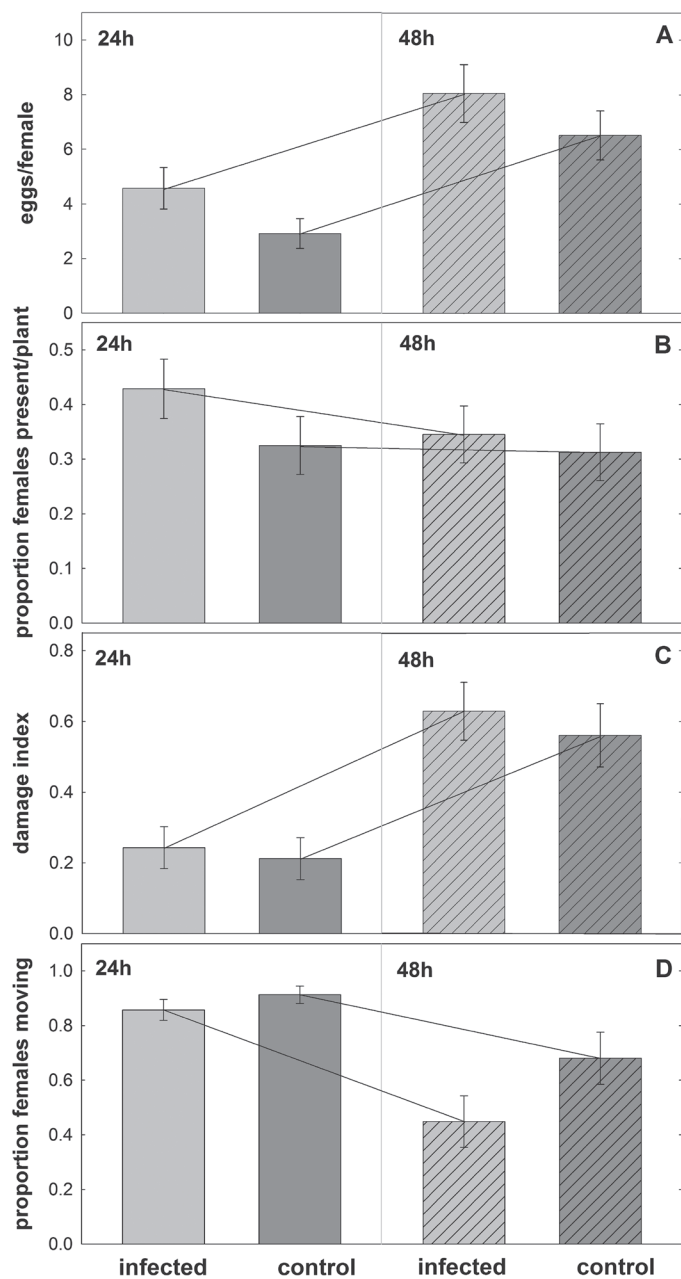 24h 48h A
eggs/female
10
8
6
4
2
0
24h 48h B
proportion females present/plant
0.5
0.4
0.3
0.2
0.1
0.0
24h 48h C
damage index
0.8
0.6
0.4
0.2
0.0
24h 48h D
proportion females moving
1.0
0.8
0.6
0.4
0.2
0.0
infected control infected control